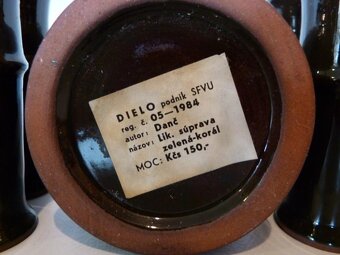 DIELO podnik SFVU
reg. č. 05—1984
autor: Danč
názov: Lik. súprava
zelená-korál
MOC: Kčs 150,-